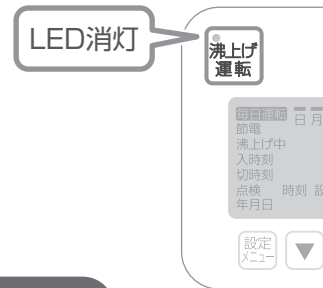 LED消灯
沸上げ
運転
毎日運転 日 月
節電
沸上げ中
入時刻
切時刻
点検 時刻 設
年月日
設定
メニュー
▼